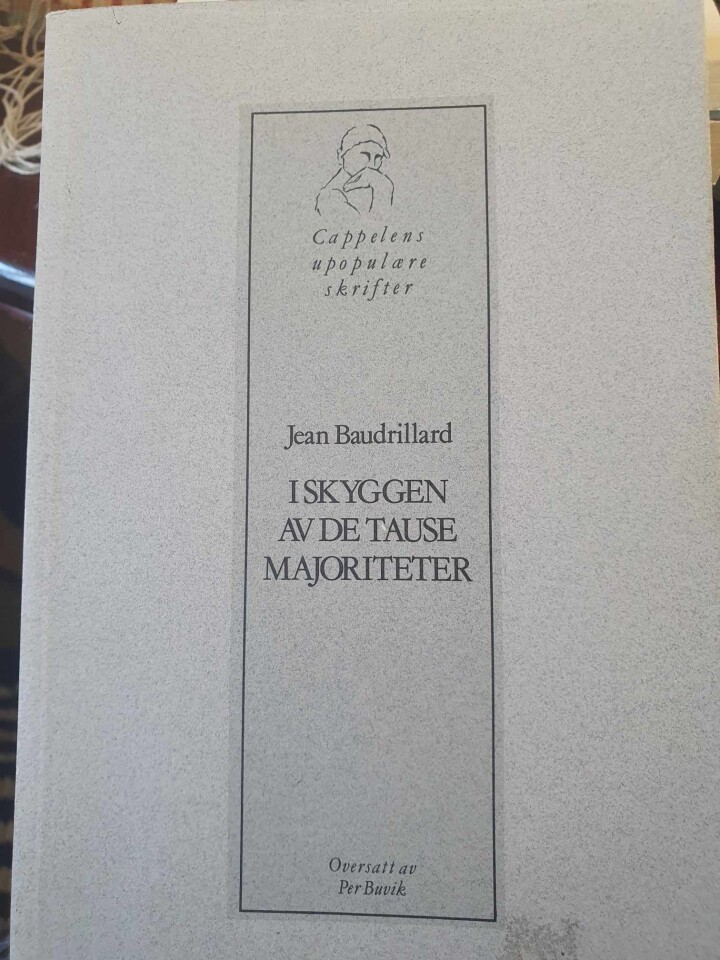 Cappelens
upopulære
skrifter
Jean Baudrillard
I SKYGGEN
AV DE TAUSE
MAJORITETER
Oversatt av
Per Buvik